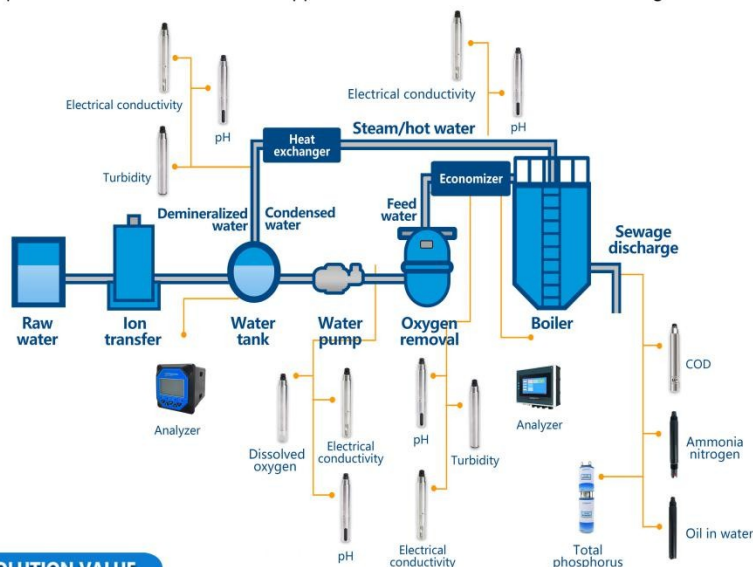 Electrical conductivity
pH
Turbidity
Electrical conductivity
pH
Steam/hot water
Heat
exchanger
Economizer
Demineralized
water
Condensed
water
Feed
water
Sewage
discharge
Raw
water
Ion
transfer
Water
tank
Water
pump
Oxygen
removal
Boiler
Analyzer
Dissolved
oxygen
Electrical
conductivity
pH
pH
Turbidity
Electrical
conductivity
Analyzer
COD
Ammonia
nitrogen
Oil in water
Total
phosphorus